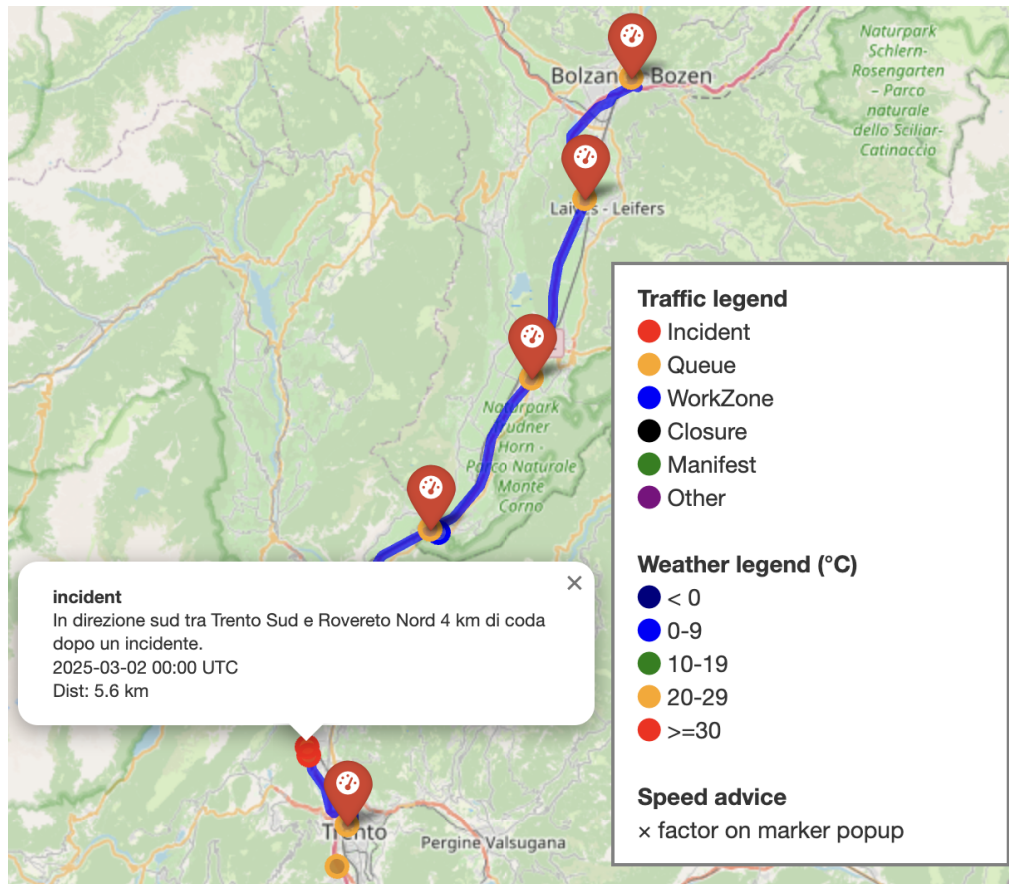 Naturpark
Schlern-
Rosengarten
– Parco
naturale
dello Sciliar-
Catinaccio
Bolzan
Bozen
Lai
s - Leifers
Naturpark
udner
Horn -
Parco Naturale
Monte
Corno
incident
In direzione sud tra Trento Sud e Rovereto Nord 4 km di coda
dopo un incidente.
2025-03-02 00:00 UTC
Dist: 5.6 km
Trento
Pergine Valsugana
Traffic legend
Incident
Queue
WorkZone
Closure
Manifest
Other
Weather legend (°C)
< 0
0-9
10-19
20-29
>=30
Speed advice
× factor on marker popup